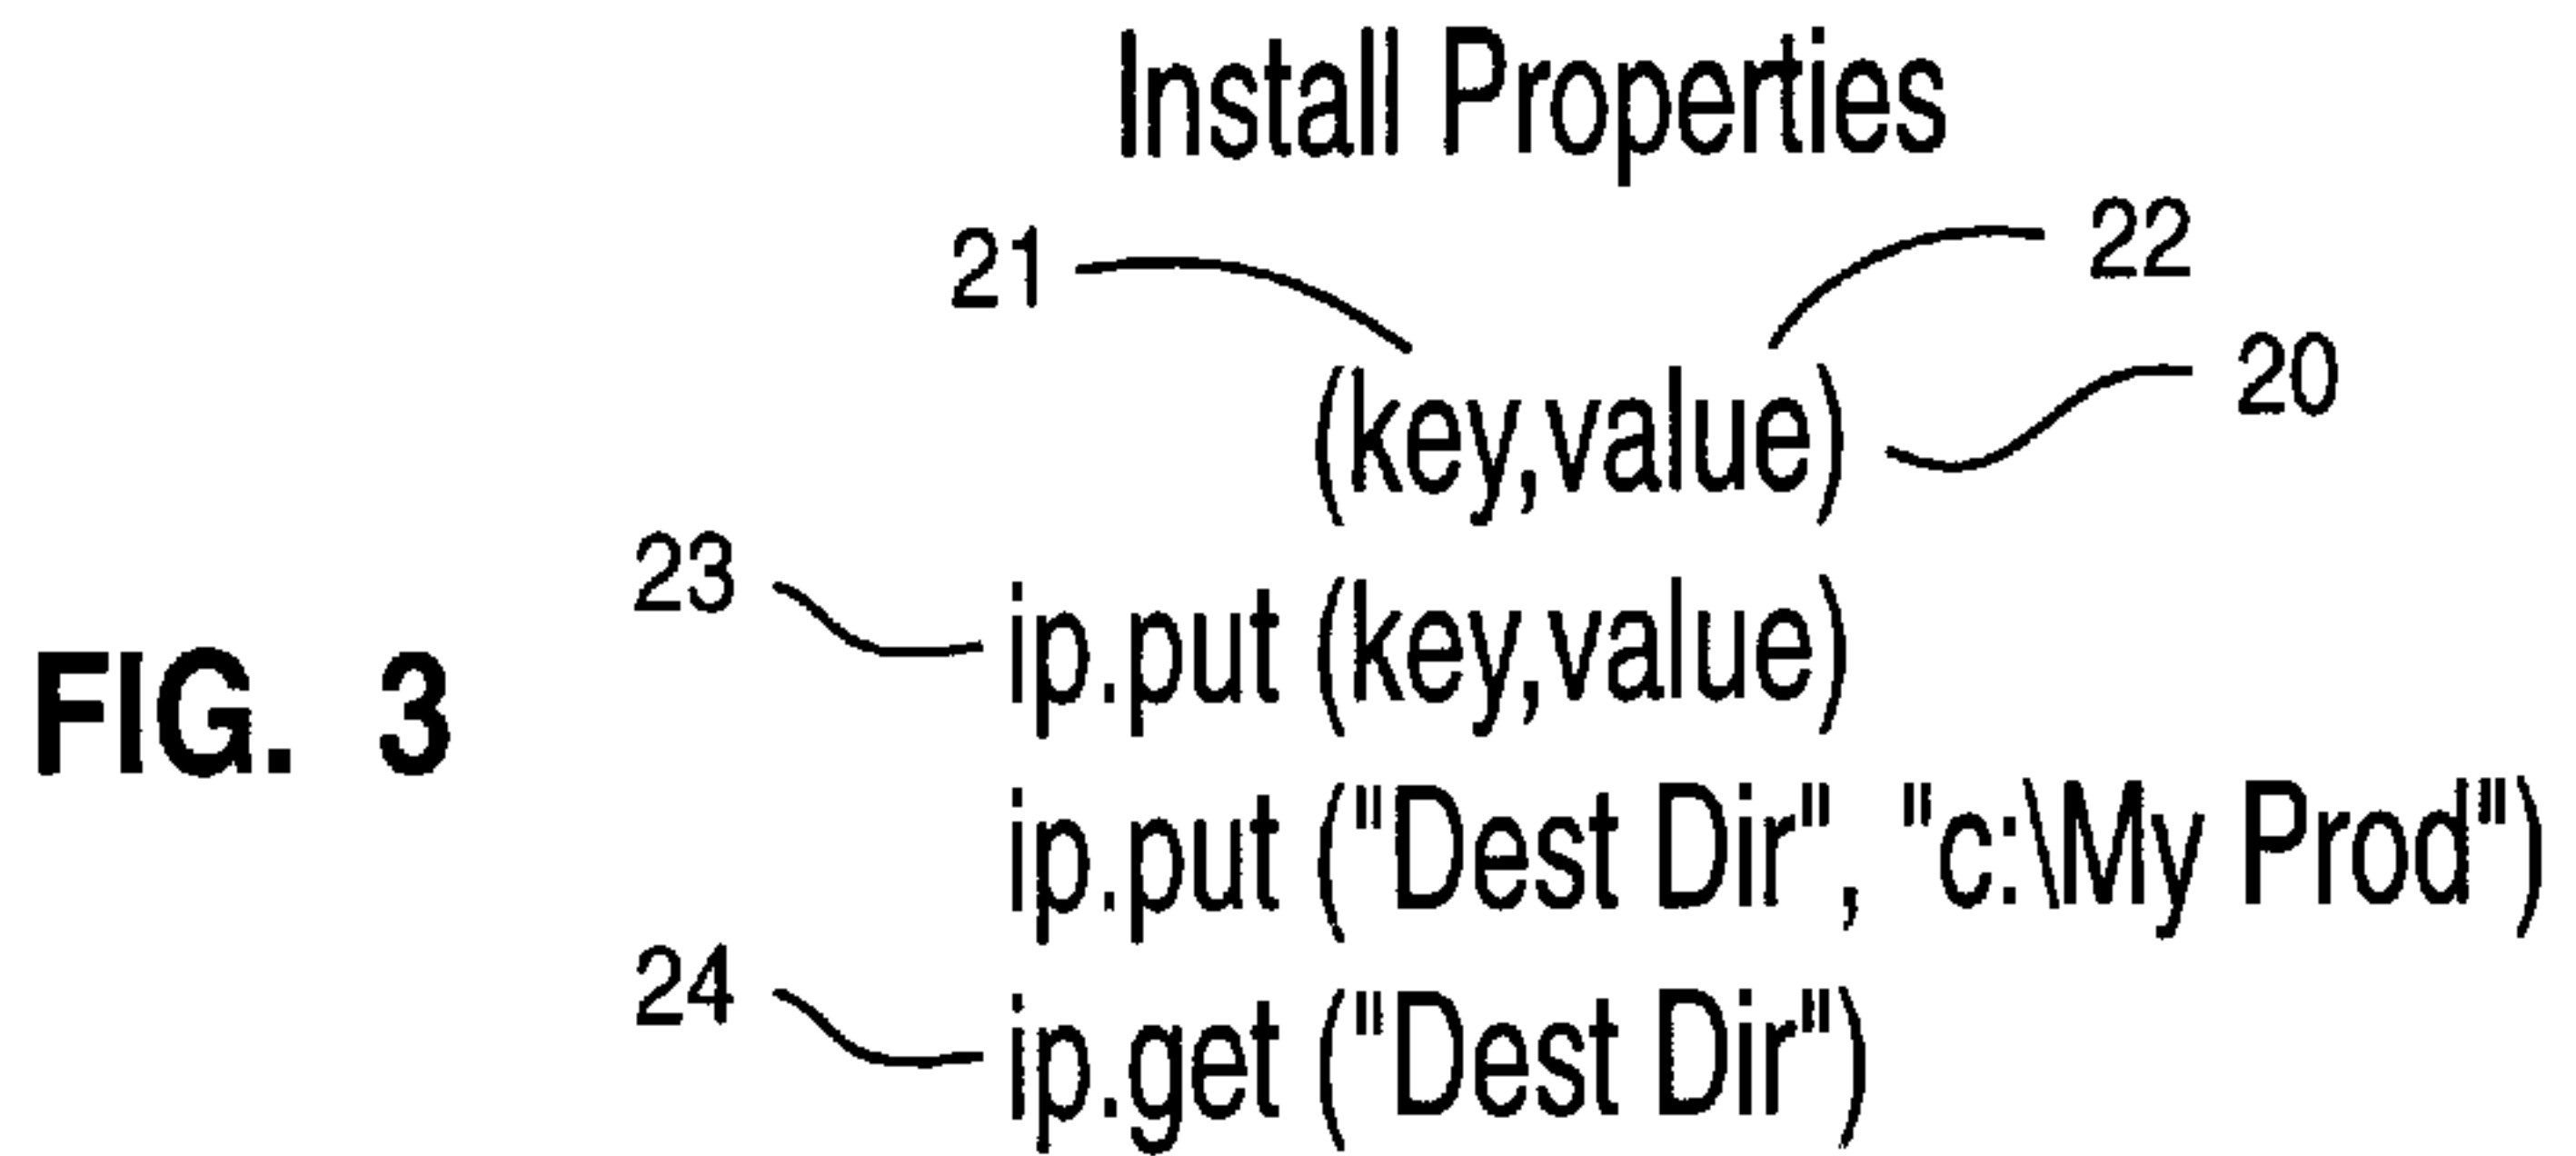 Install Properties
21
22
(key,value)
20
23
ip.put (key,value)
FIG. 3
ip.put ("Dest Dir", "c:\My Prod")
24
ip.get ("Dest Dir")